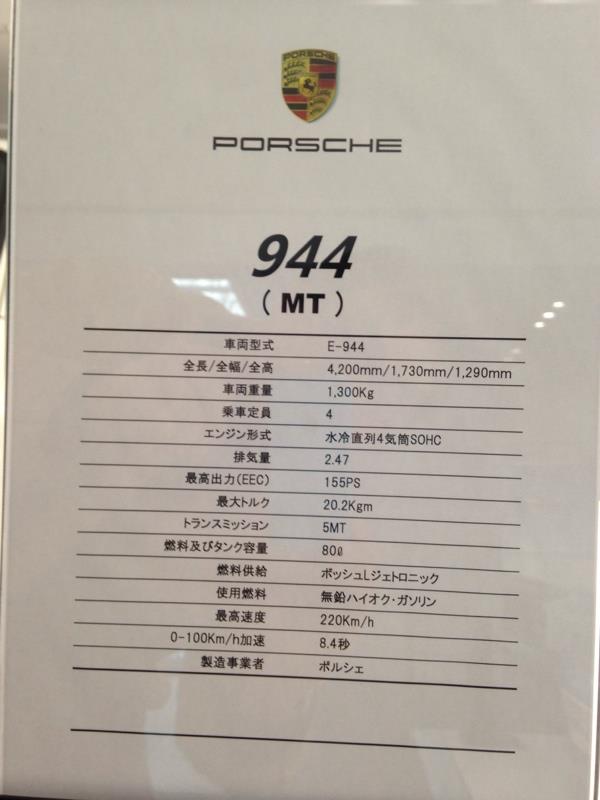 PORSCHE
PORSCHE
944
(MT)
車両型式 E-944
全長/全幅/全高 4,200mm/1,730mm/1,290mm
車両重量 1,300Kg
乗車定員 4
エンジン形式 水冷直列4気筒SOHC
排気量 2.47
最高出力(EEC) 155PS
最大トルク 20.2Kgm
トランスミッション 5MT
燃料及びタンク容量 80ℓ
燃料供給 ボッシュLジェトロニック
使用燃料 無鉛ハイオク・ガソリン
最高速度 220Km/h
0-100Km/h加速 8.4秒
製造事業者 ポルシェ